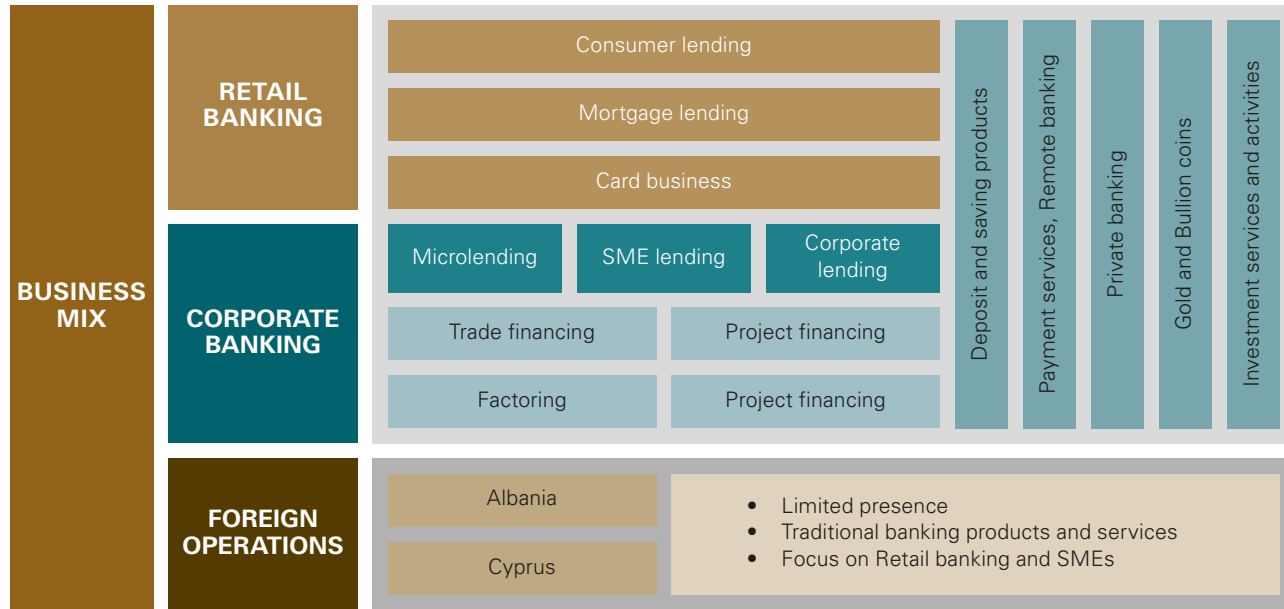 BUSINESS
MIX
RETAIL
BANKING
Consumer lending
Mortgage lending
Card business
CORPORATE
BANKING
Microlending
SME lending
Corporate
lending
Trade financing
Project financing
Factoring
Project financing
Deposit and saving products
Payment services, Remote banking
Private banking
Gold and Bullion coins
Investment services and activities
FOREIGN
OPERATIONS
Albania
Cyprus
• Limited presence
• Traditional banking products and services
• Focus on Retail banking and SMEs